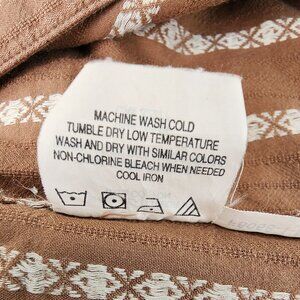 MACHINE WASH COLD
TUMBLE DRY LOW TEMPERATURE
WASH AND DRY WITH SIMILAR COLORS
NON-CHLORINE BLEACH WHEN NEEDED
COOL IRON